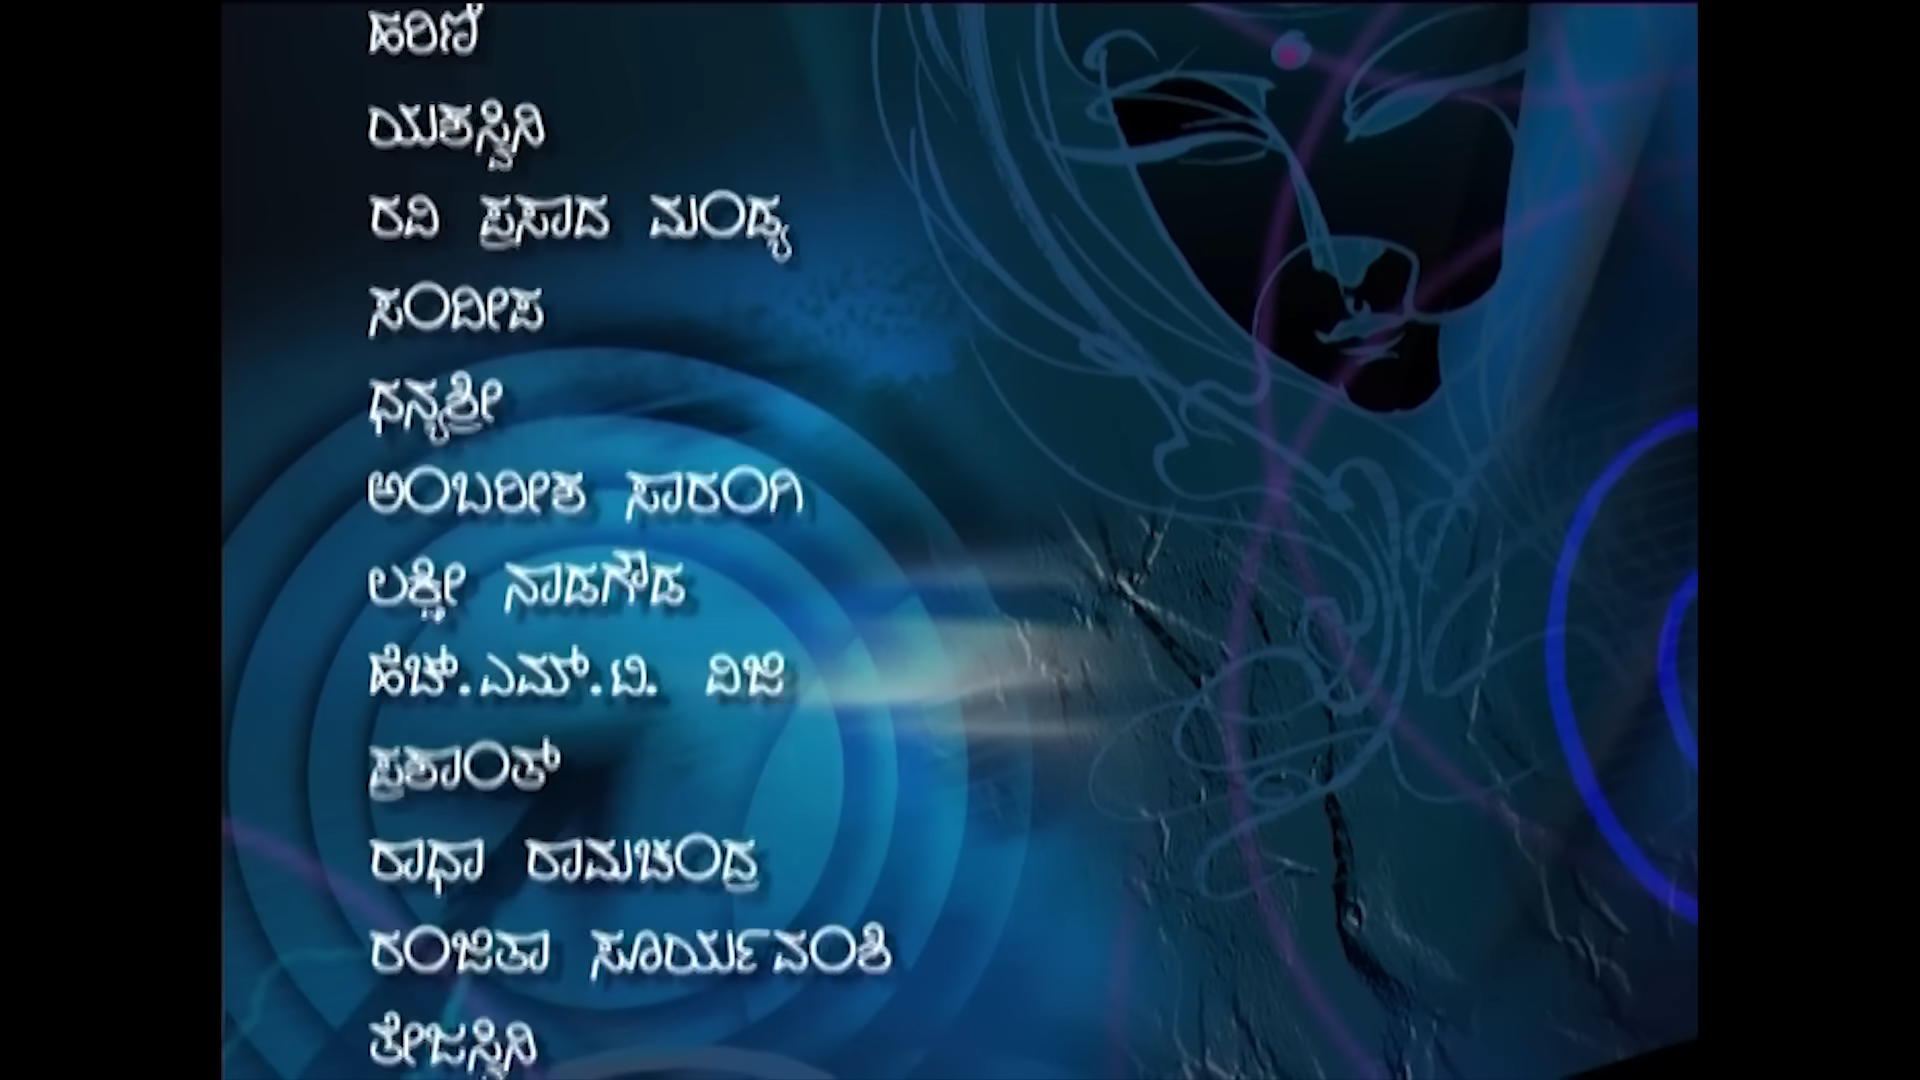 ಹರಿಣಿ
ಯಶಸ್ವಿನಿ
ರವಿ ಪ್ರಸಾದ ಮಂಡ್ಯ
ಸಂದೀಪ
ಧನ್ಯಶ್ರೀ
ಅಂಬರೀಶ ಸಾರಂಗಿ
ಲಕ್ಷ್ಮೀ ನಾಡಗೌಡ
ಹೆಚ್.ಎಮ್.ಟಿ. ವಿಜಿ
ಪ್ರಶಾಂತ್
ರಾಧಾ ರಾಮಚಂದ್ರ
ರಂಜಿತಾ ಸೂರ್ಯವಂಶಿ
ತೇಜಸ್ವಿನಿ